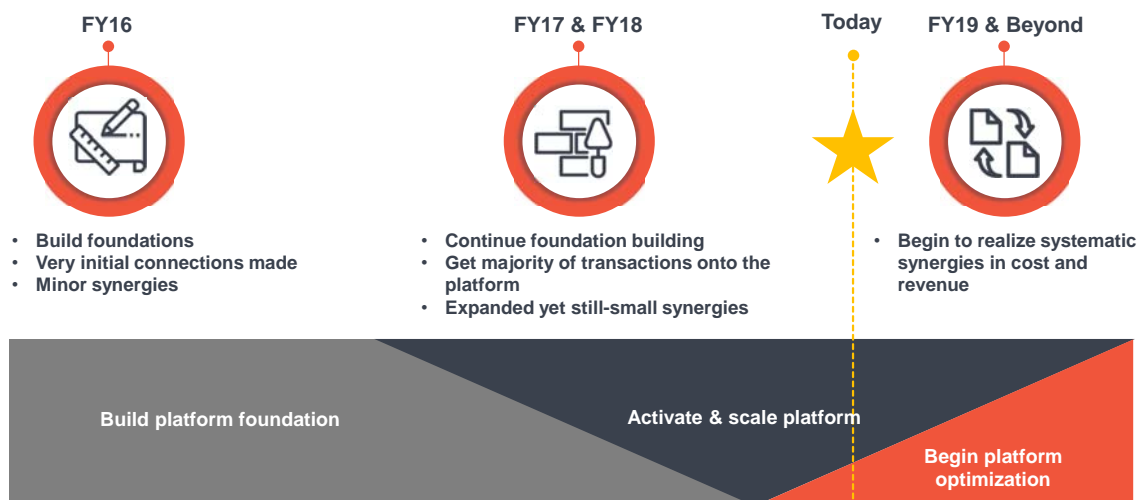 FY16
FY17 & FY18
Today
FY19 & Beyond
• Build foundations
• Very initial connections made
• Minor synergies
• Continue foundation building
• Get majority of transactions onto the
platform
• Expanded yet still-small synergies
• Begin to realize systematic
synergies in cost and
revenue
Build platform foundation
Activate & scale platform
Begin platform
optimization